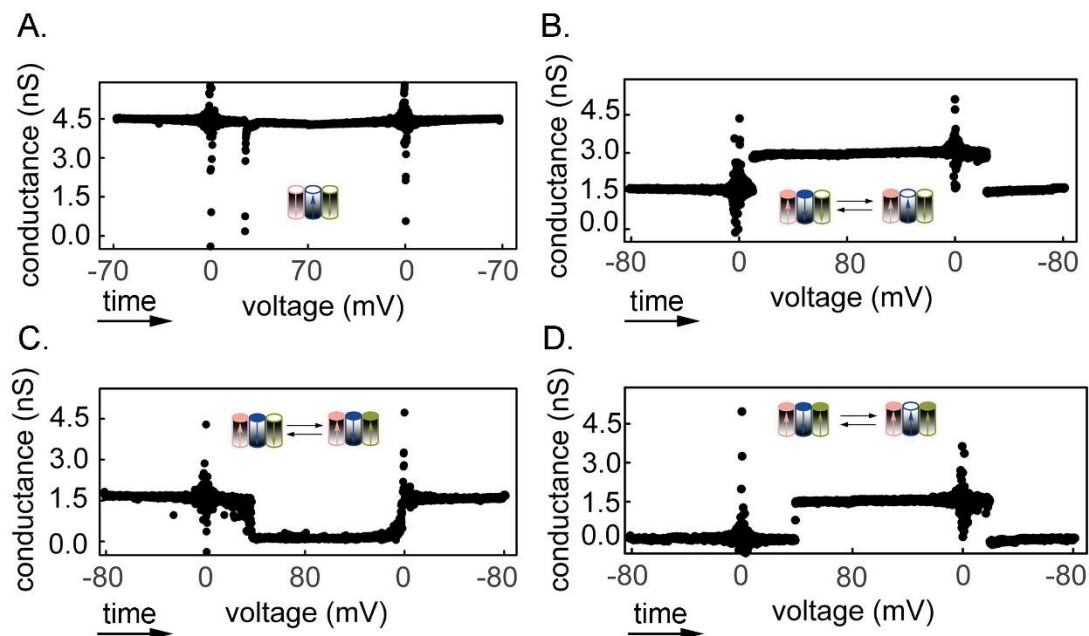 A.
conductance (nS)
4.5
3.0
1.5
0.0
-70 0 70 0 -70
time
voltage (mV)
B.
conductance (nS)
4.5
3.0
1.5
0.0
-80 0 80 0 -80
time
voltage (mV)
C.
conductance (nS)
4.5
3.0
1.5
0.0
-80 0 80 0 -80
time
voltage (mV)
D.
conductance (nS)
4.5
3.0
1.5
0.0
-80 0 80 0 -80
time
voltage (mV)